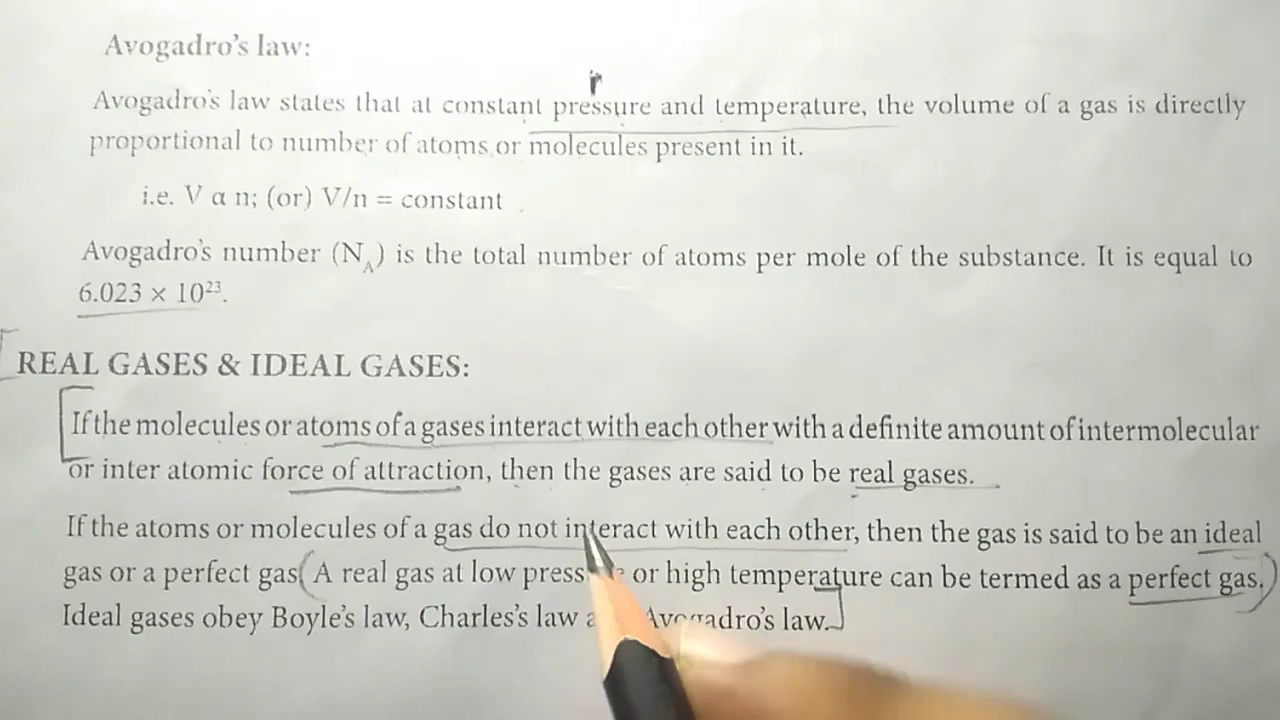 Avogadro's law:
Avogadro's law states that at constant pressure and temperature, the volume of a gas is directly
proportional to number of atoms or molecules present in it.
i.e. V α n; (or) V/n = constant
Avogadro's number (N_A) is the total number of atoms per mole of the substance. It is equal to
6.023 × 10²³.
REAL GASES & IDEAL GASES:
If the molecules or atoms of a gases interact with each other with a definite amount of intermolecular
or inter atomic force of attraction, then the gases are said to be real gases.
If the atoms or molecules of a gas do not interact with each other, then the gas is said to be an ideal
gas or a perfect gas(A real gas at low or high temperature can be termed as a perfect gas.)
Ideal gases obey Boyle's law, Charles's law Avogadro's law.